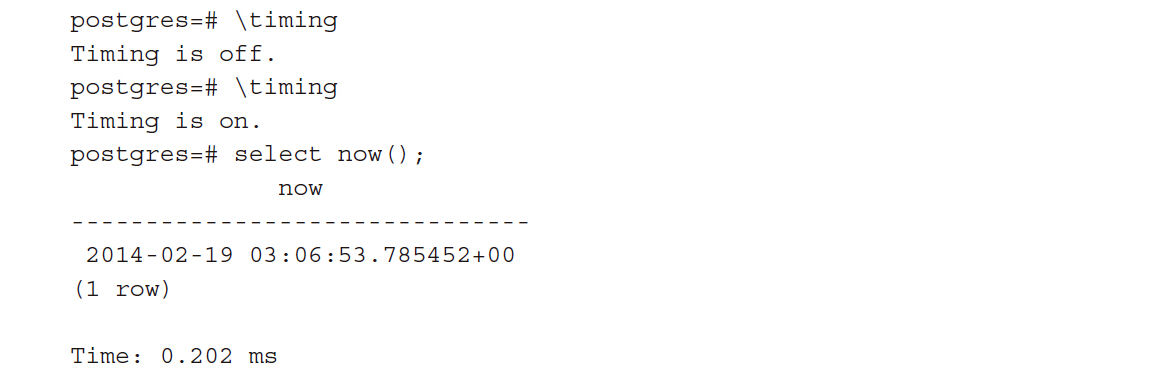 postgres=# \timing
Timing is off.
postgres=# \timing
Timing is on.
postgres=# select now();
              now
-------------------------------
 2014-02-19 03:06:53.785452+00
(1 row)

Time: 0.202 ms